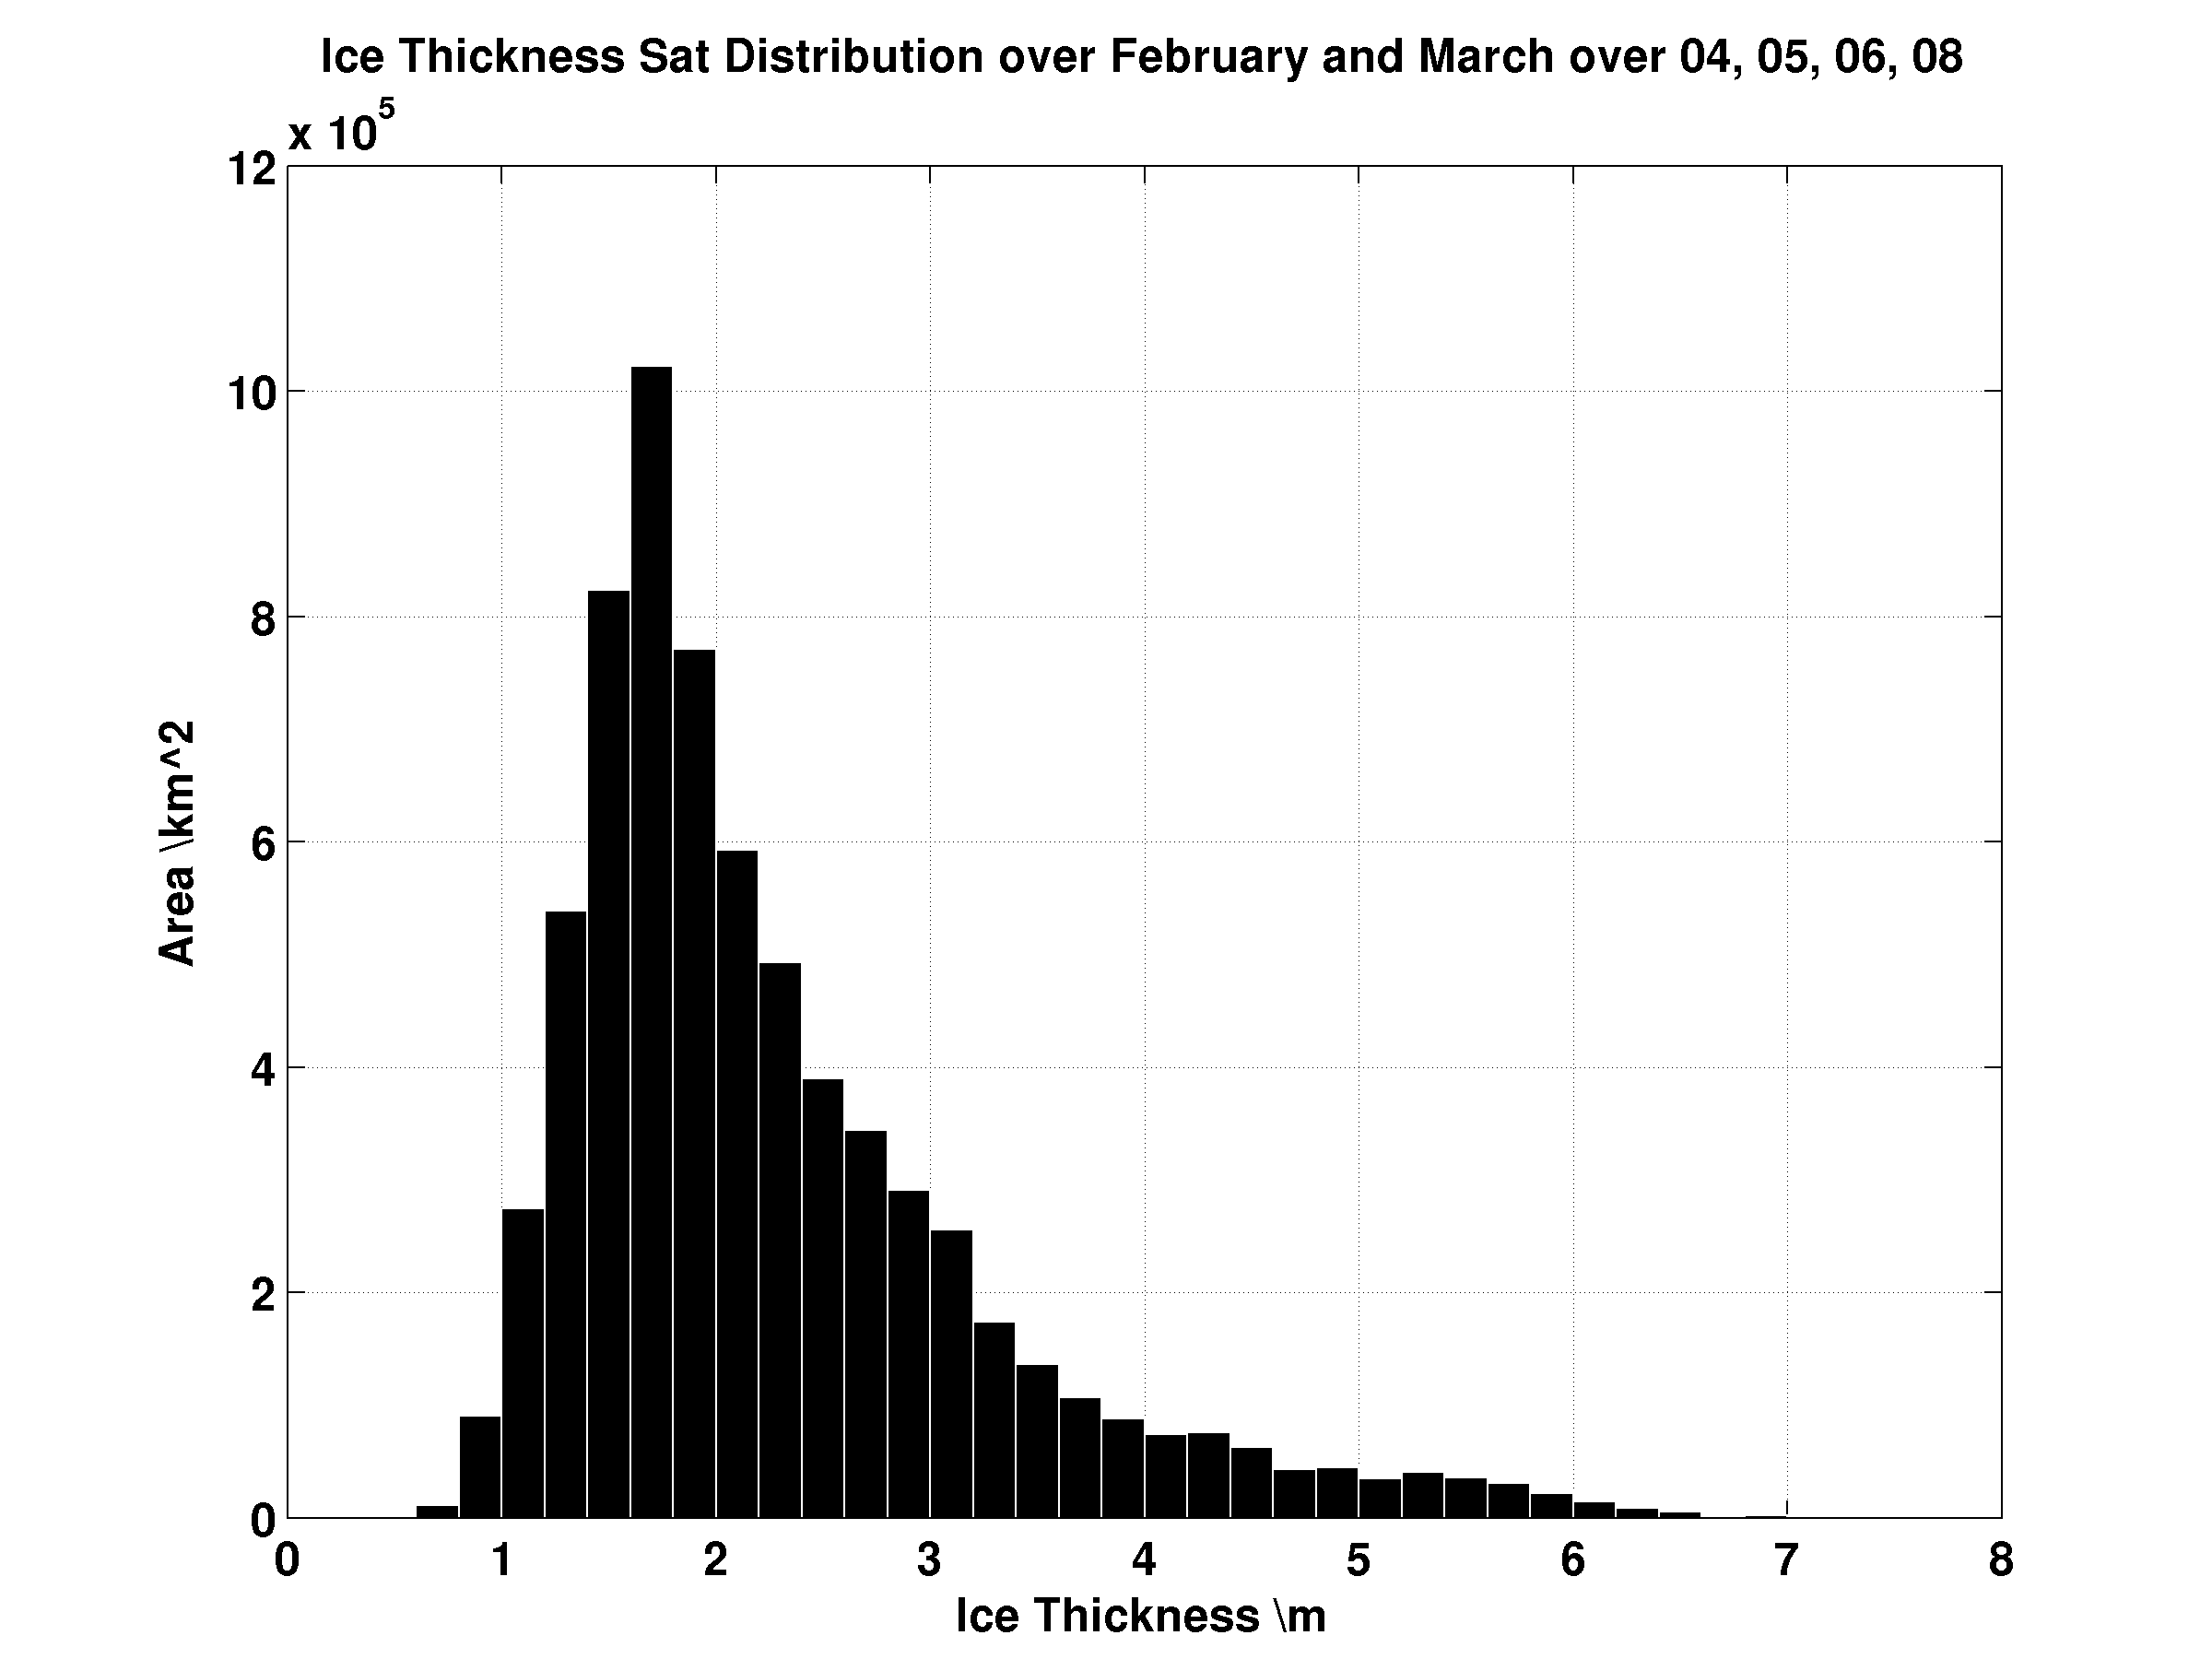 Ice Thickness Sat Distribution over February and March over 04, 05, 06, 08
x 10^5
12
10
8
6
4
2
0
Area \km^2
0 1 2 3 4 5 6 7 8
Ice Thickness \m